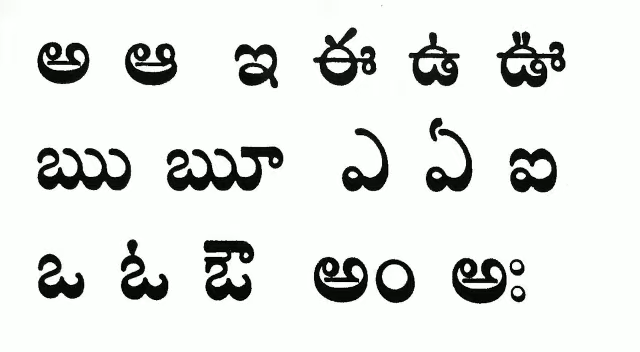 అ ఆ ఇ ఈ ఉ ఊ
ఋ ౠ ఎ ఏ ఐ
ఒ ఓ ఔ అం అః